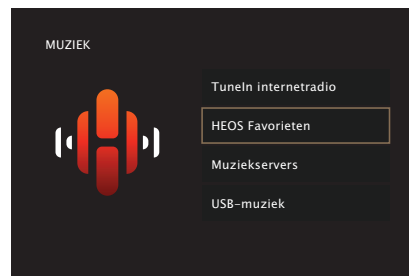 MUZIEK
TuneIn internetradio
HEOS Favorieten
Muziekservers
USB-muziek